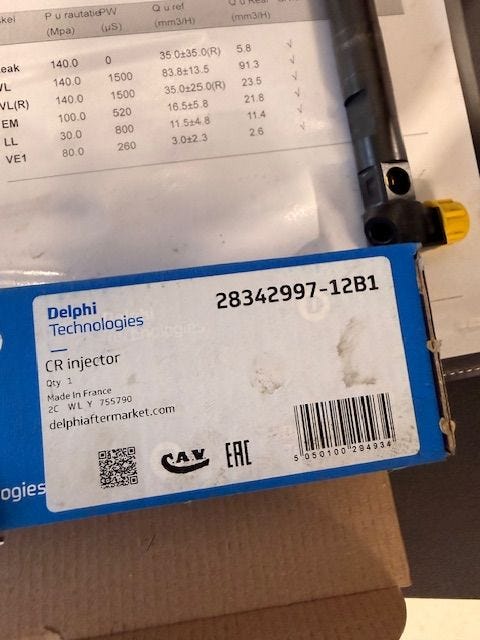 skei P u rautatiePW Q u ref
(MPa) (µS) (mm3/H) (mm3/H)
eak 140.0 0 35.0±35.0(R) 5.8 √
VL 140.0 1500 83.8±13.5 91.3 √
VL(R) 140.0 1500 35.0±25.0(R) 23.5 √
EM 100.0 520 16.5±5.8 21.8 √
LL 30.0 800 11.5±4.8 11.4 √
VE1 80.0 260 3.0±2.3 2.6 √
Delphi
Technologies
28342997-12B1
CR injector
Qty 1
Made In France
2C WL Y 755790
delphiaftermarket.com
CAV
EAC
5 050100 294934
ogies